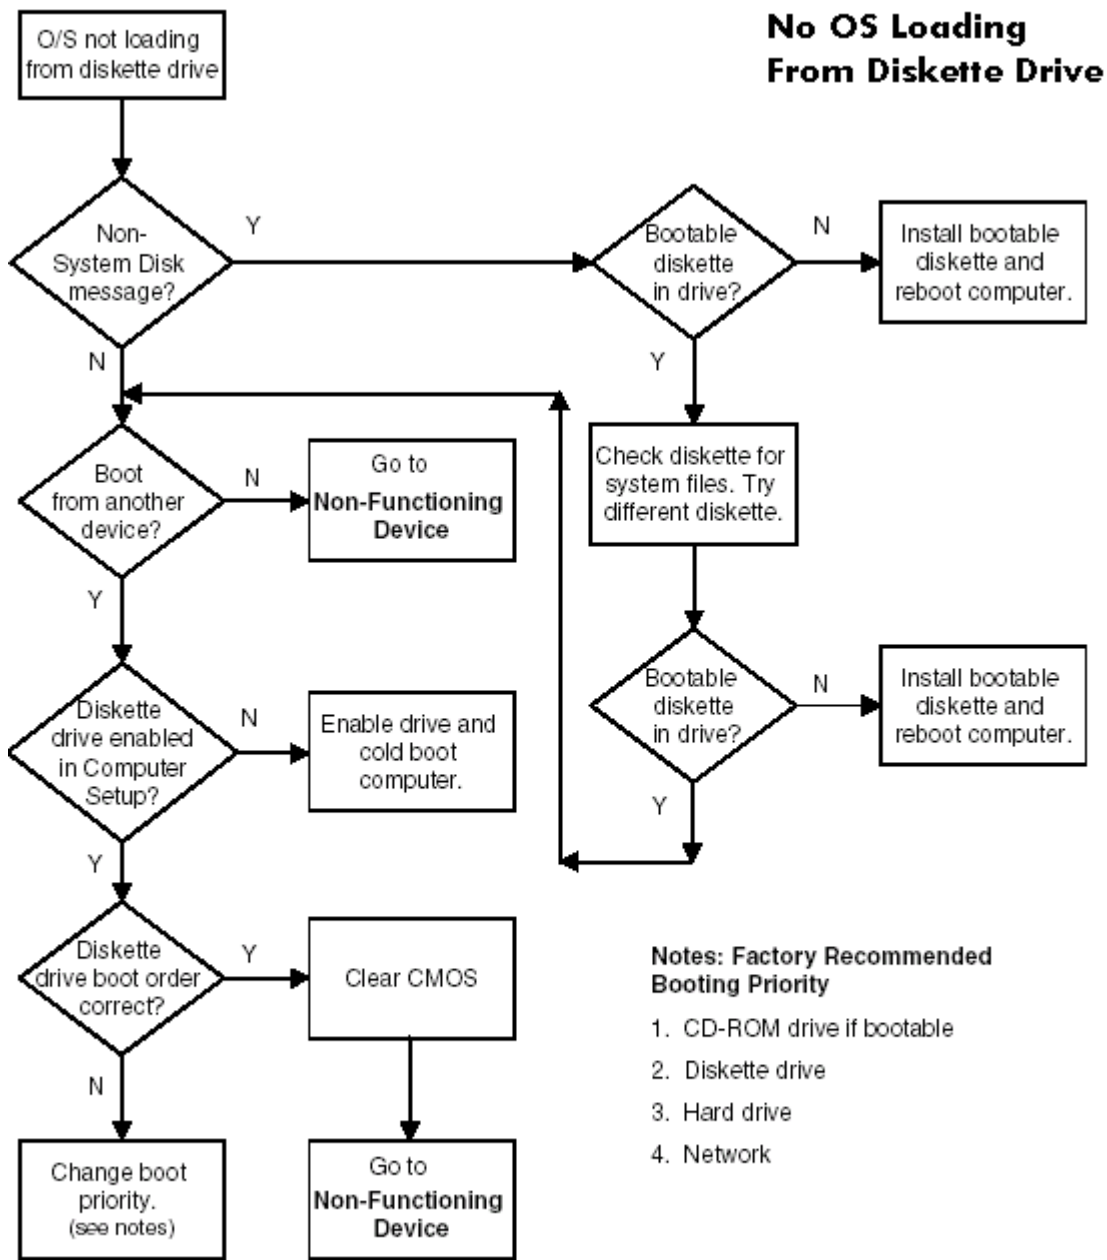 No OS Loading
From Diskette Drive
O/S not loading
from diskette drive
Non-
System Disk
message?
Y
N
Bootable
diskette
in drive?
N
Install bootable
diskette and
reboot computer.
Y
Check diskette for
system files. Try
different diskette.
Bootable
diskette
in drive?
N
Install bootable
diskette and
reboot computer.
Y
Boot
from another
device?
N
Go to
Non-Functioning
Device
Y
Diskette
drive enabled
in Computer
Setup?
N
Enable drive and
cold boot
computer.
Y
Diskette
drive boot order
correct?
Y
Clear CMOS
Go to
Non-Functioning
Device
N
Change boot
priority.
(see notes)
Notes: Factory Recommended
Booting Priority
1. CD-ROM drive if bootable
2. Diskette drive
3. Hard drive
4. Network